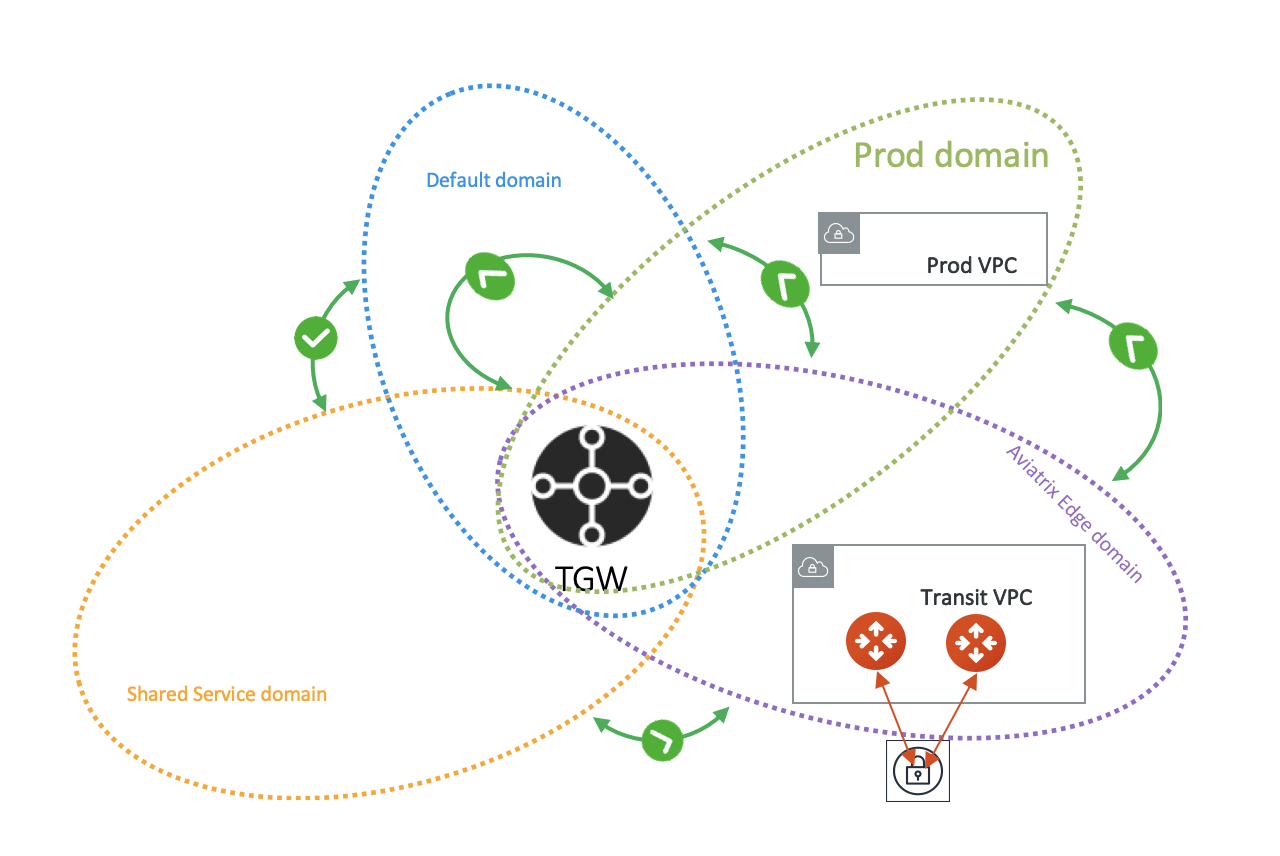 Prod domain
Default domain
Prod VPC
Aviatrix Edge domain
TGW
Transit VPC
Shared Service domain